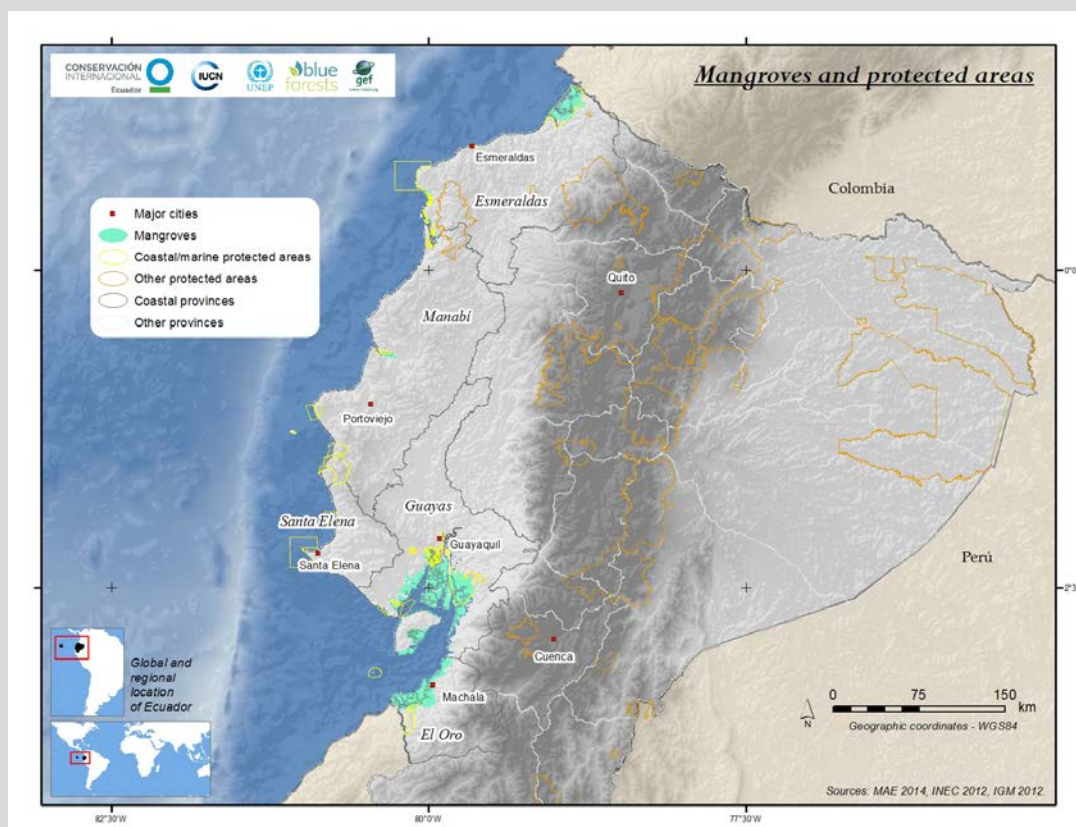 CONSERVACIÓN
INTERNACIONAL
Ecuador
IUCN
UNEP
blue
forests
gef
Mangroves and protected areas
Esmeraldas
Esmeraldas
Colombia
Major cities
Mangroves
Coastal/marine protected areas
Other protected areas
Coastal provinces
Other provinces
0°0
Quito
Manabí
Portoviejo
Guayas
Santa Elena
Guayaquil
Santa Elena
Perú
Cuenca
Global and
regional
location
of Ecuador
Machala
El Oro
0 75 150
km
N
Geographic coordinates - WGS84
Sources: MAE 2014, INEC 2012, IGM 2012.
82°30'W
80°0'W
77°30'W